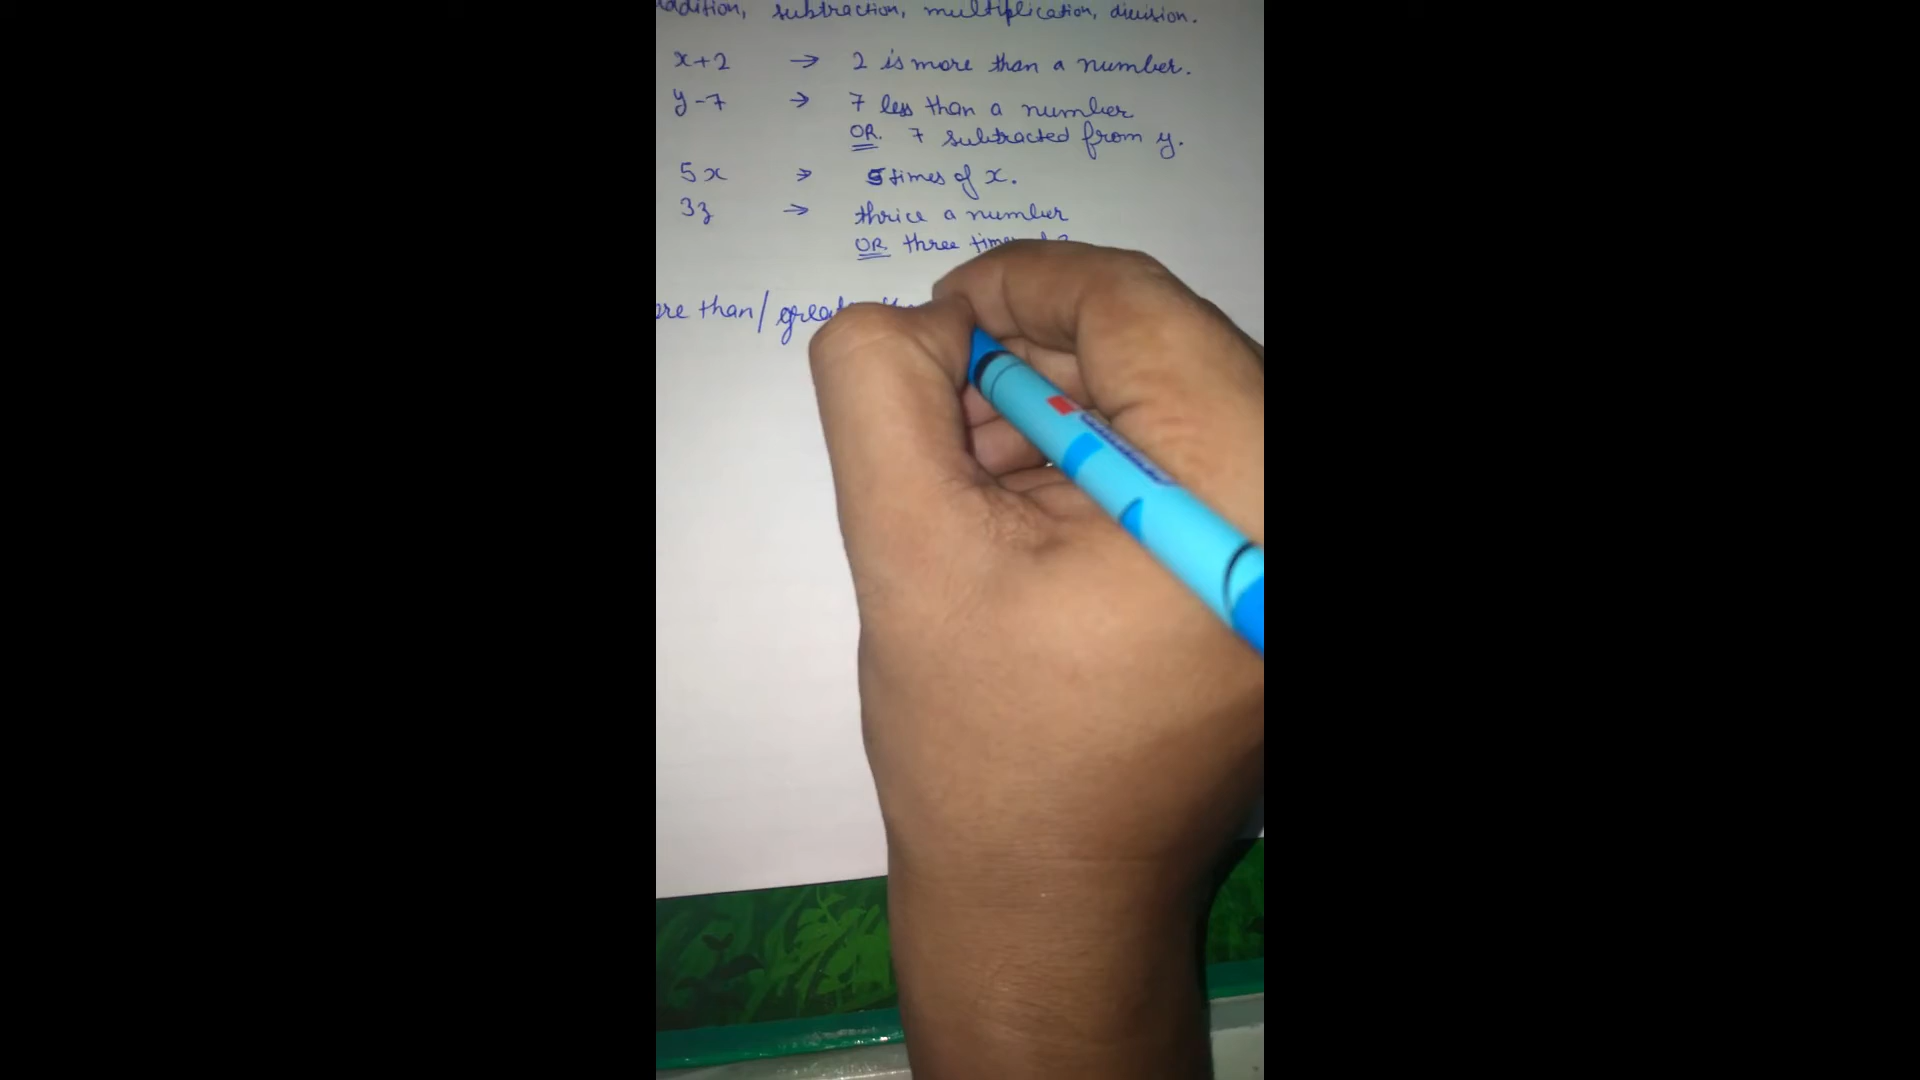 addition, subtraction, multiplication, division.
x+2 → 2 is more than a number.
y-7 → 7 less than a number
OR 7 subtracted from y.
5x → 5 times of x.
3z → thrice a number
OR three times
than/